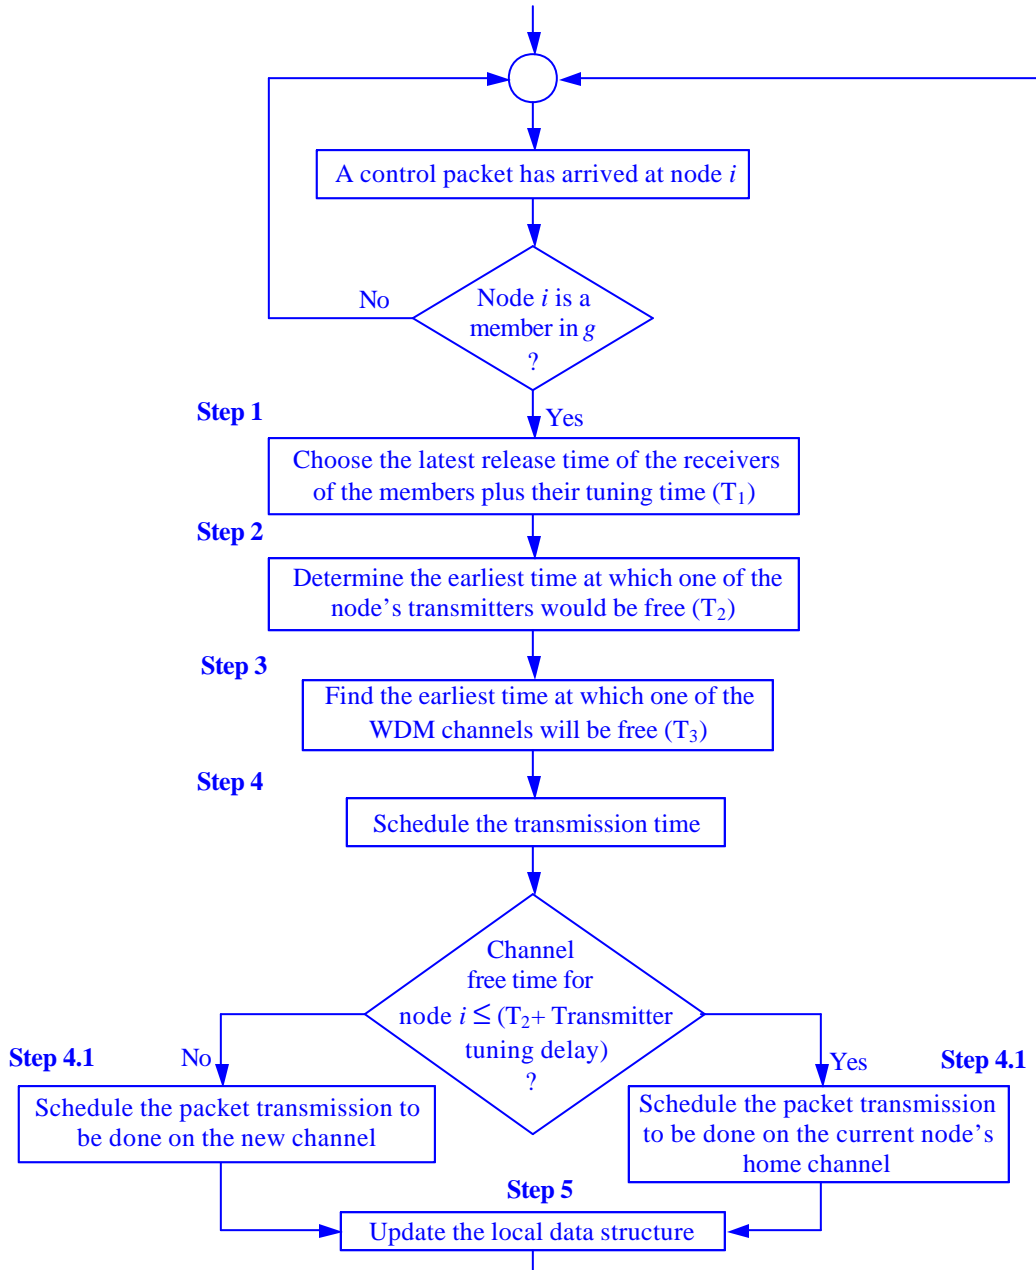 A control packet has arrived at node i
No
Node i is a
member in g
?
Step 1
Yes
Choose the latest release time of the receivers
of the members plus their tuning time (T₁)
Step 2
Determine the earliest time at which one of the
node’s transmitters would be free (T₂)
Step 3
Find the earliest time at which one of the
WDM channels will be free (T₃)
Step 4
Schedule the transmission time
Channel
free time for
node i ≤ (T₂+ Transmitter
tuning delay)
?
Step 4.1
No
Schedule the packet transmission to
be done on the new channel
Yes
Step 4.1
Schedule the packet transmission
to be done on the current node’s
home channel
Step 5
Update the local data structure